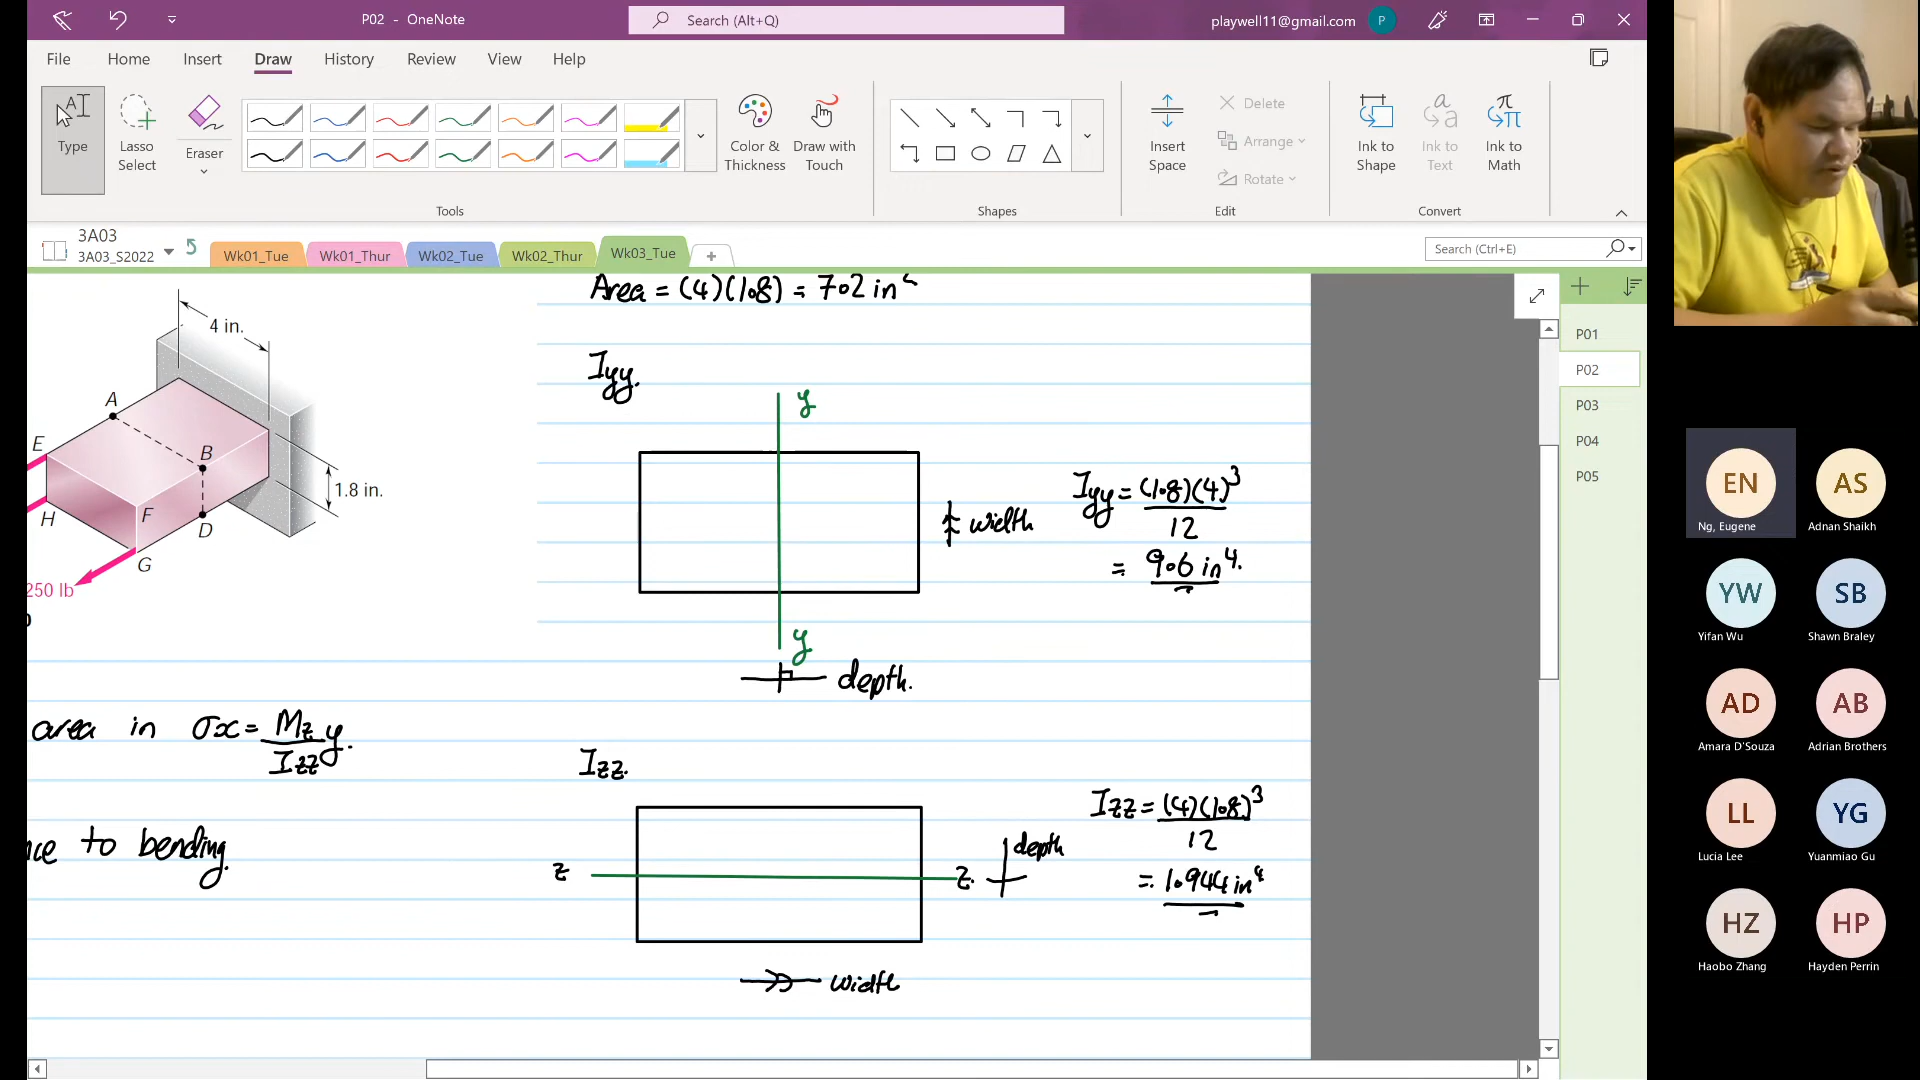 P02 - OneNote
Search (Alt+Q)
playwell11@gmail.com
P
File Home Insert Draw History Review View Help
Type
Lasso Select
Eraser
Color & Thickness
Draw with Touch
Insert Space
Delete
Arrange
Rotate
Ink to Shape
Ink to Text
Ink to Math
Tools
Shapes
Edit
Convert
3A03
3A03_S2022
Wk01_Tue
Wk01_Thur
Wk02_Tue
Wk02_Thur
Wk03_Tue
Search (Ctrl+E)
P01
P02
P03
P04
P05
4 in.
A
E
B
1.8 in.
H
F
D
G
250 lb
Area = (4)(1.8) = 7.2 in²
Iyy.
y
width
Iyy = (1.8)(4)³
12
= 9.6 in⁴.
y
depth.
area in σx = Mz y.
Izz
Izz.
Izz = (4)(1.8)³
12
= 1.944 in⁴
depth
z
z.
to bending.
width
EN
Ng, Eugene
AS
Adnan Shaikh
YW
Yifan Wu
SB
Shawn Braley
AD
Amara D'Souza
AB
Adrian Brothers
LL
Lucia Lee
YG
Yuanmiao Gu
HZ
Haobo Zhang
HP
Hayden Perrin